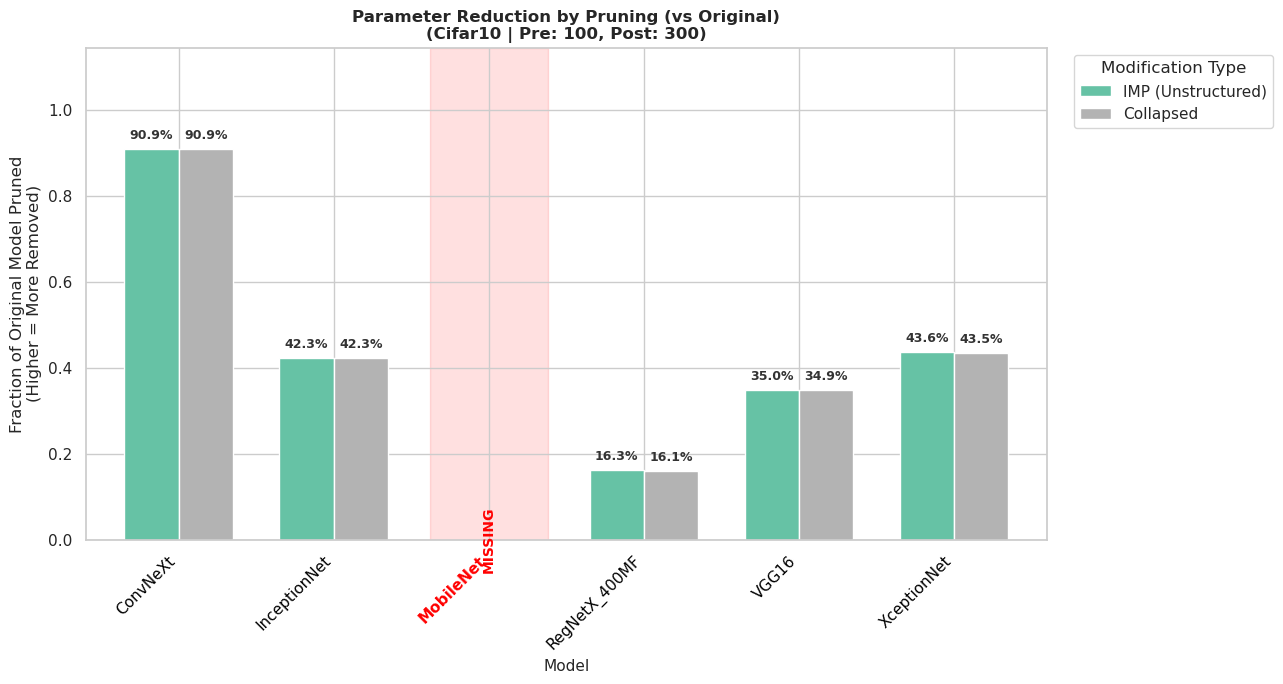 Parameter Reduction by Pruning (vs Original)
(Cifar10 | Pre: 100, Post: 300)
Fraction of Original Model Pruned
(Higher = More Removed)
1.0
0.8
0.6
0.4
0.2
0.0
90.9%
90.9%
42.3%
42.3%
MISSING
16.3%
16.1%
35.0%
34.9%
43.6%
43.5%
ConvNeXt
InceptionNet
MobileNet
RegNetX_400MF
VGG16
XceptionNet
Model
Modification Type
IMP (Unstructured)
Collapsed